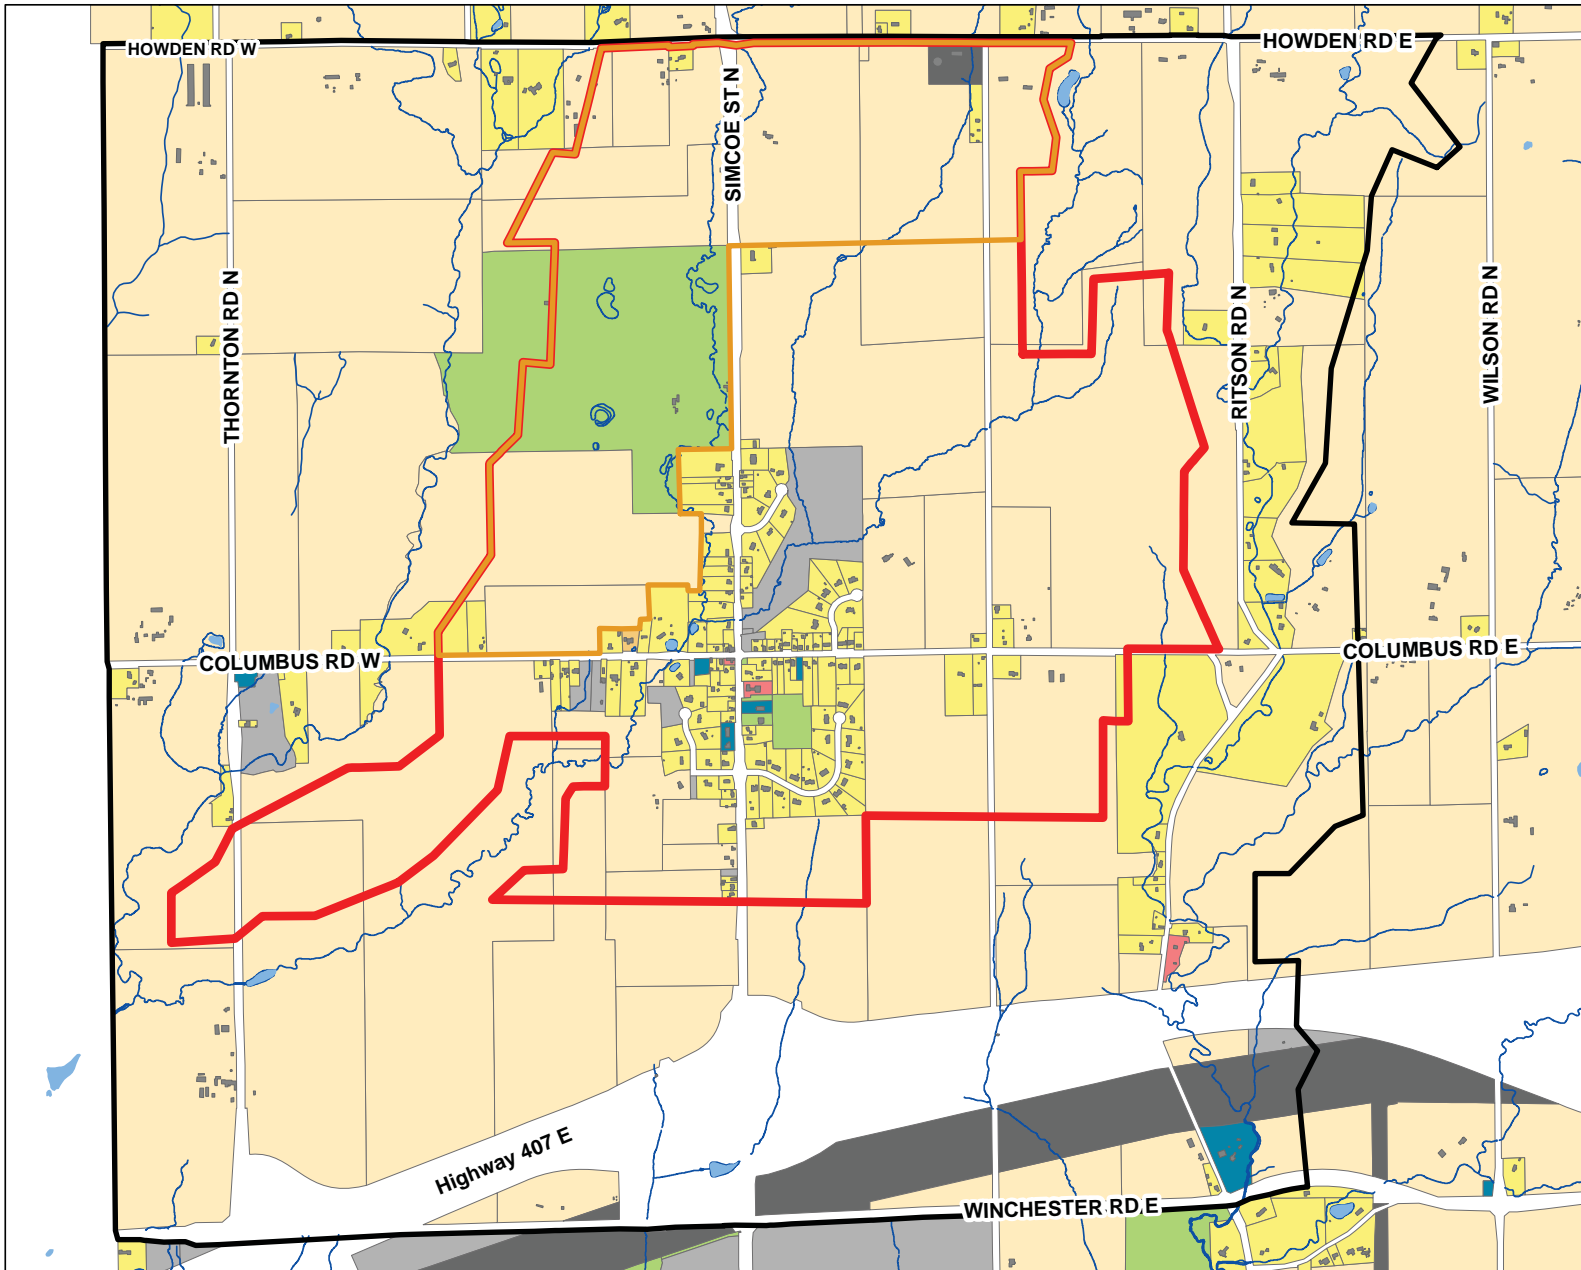 HOWDEN RD W
HOWDEN RD E
SIMCOE ST N
THORNTON RD N
RITSON RD N
WILSON RD N
COLUMBUS RD W
COLUMBUS RD E
Highway 407 E
WINCHESTER RD E